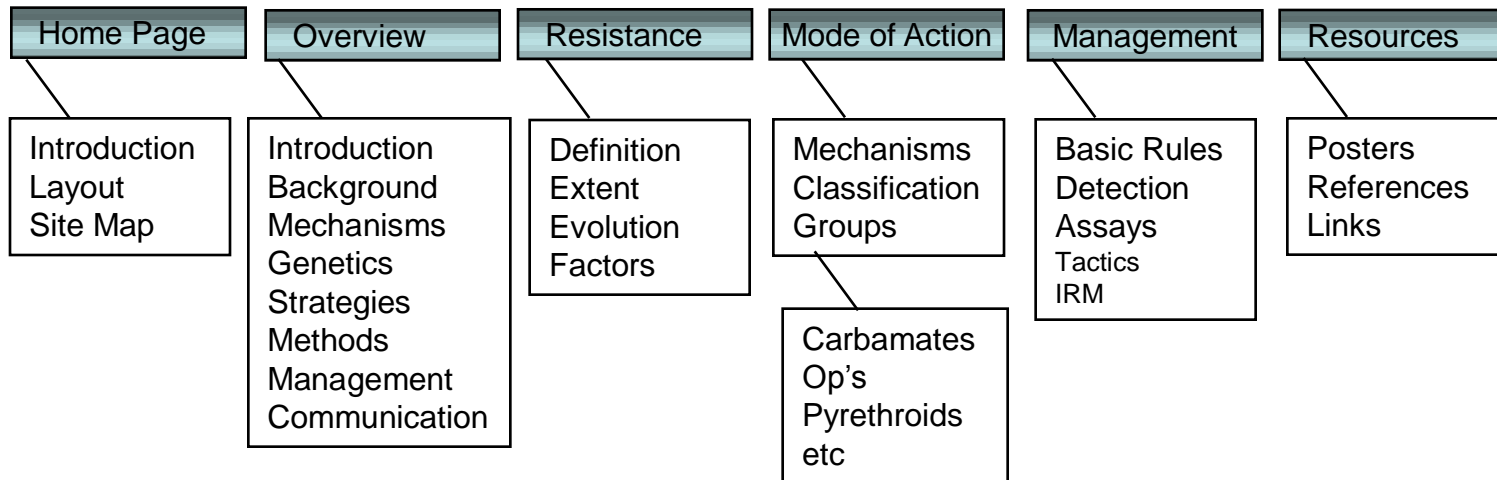 Home Page
Overview
Resistance
Mode of Action
Management
Resources
Introduction
Layout
Site Map
Introduction
Background
Mechanisms
Genetics
Strategies
Methods
Management
Communication
Definition
Extent
Evolution
Factors
Mechanisms
Classification
Groups
Carbamates
Op’s
Pyrethroids
etc
Basic Rules
Detection
Assays
Tactics
IRM
Posters
References
Links